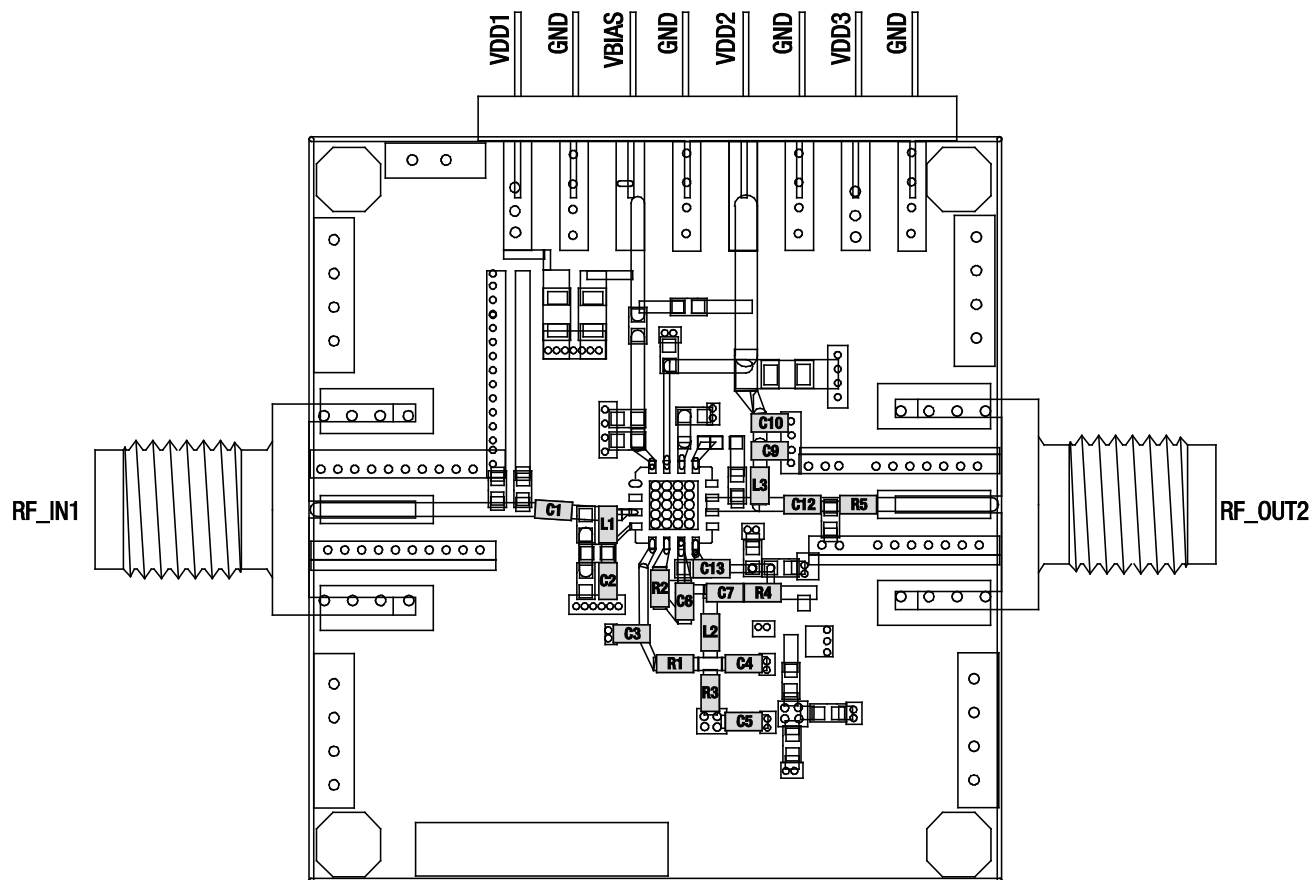 VDD1
GND
VBIAS
GND
VDD2
GND
VDD3
GND
C10
C9
L3
RF_IN1
C1
L1
C12
R5
RF_OUT2
C2
R2
C13
C6
C7
R4
C3
L2
R1
C4
R3
C5